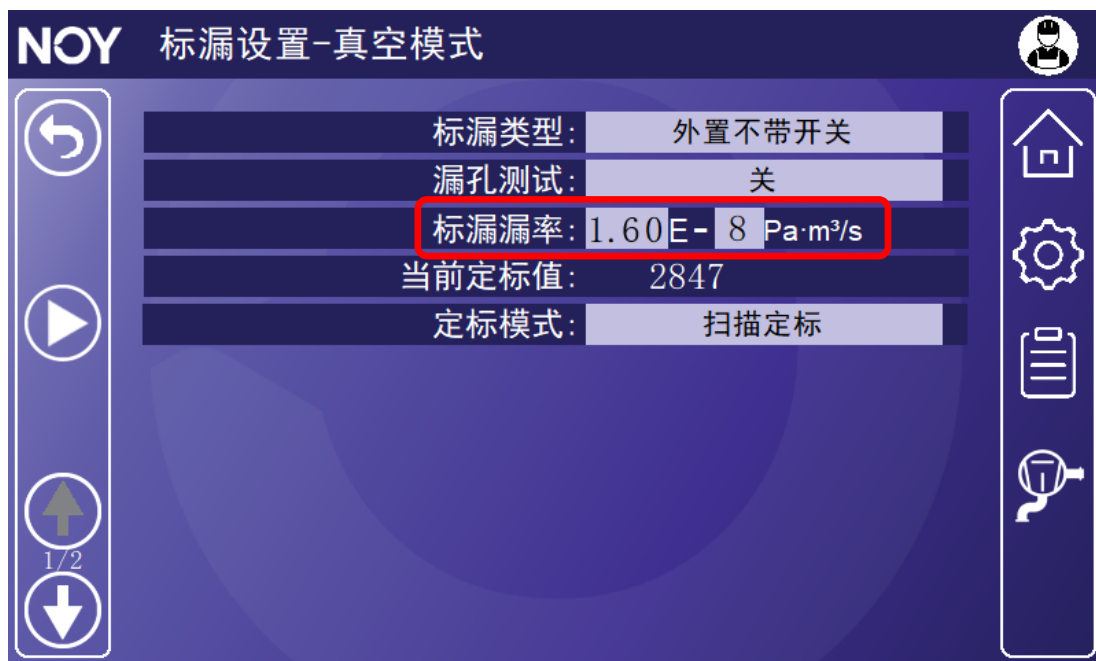 NOY 标漏设置-真空模式
标漏类型: 外置不带开关
漏孔测试: 关
标漏漏率: 1.60E- 8 Pa·m³/s
当前定标值: 2847
定标模式: 扫描定标
1/2